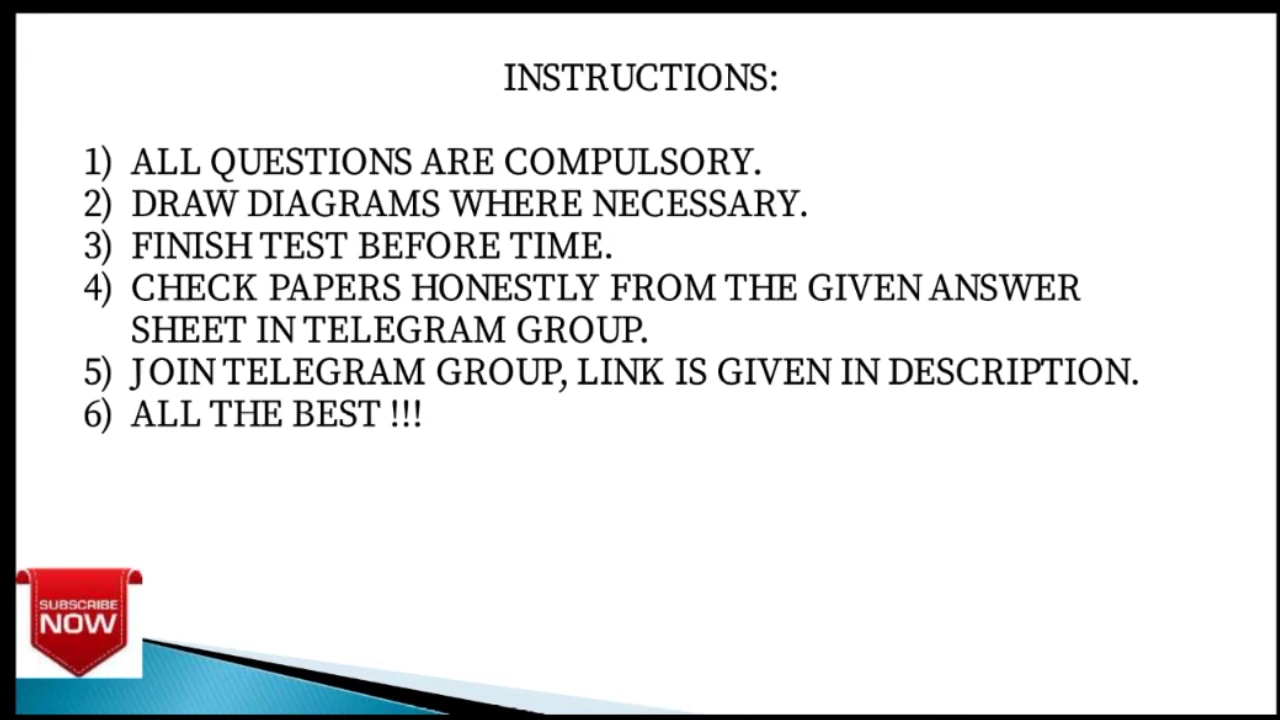 INSTRUCTIONS:
1) ALL QUESTIONS ARE COMPULSORY.
2) DRAW DIAGRAMS WHERE NECESSARY.
3) FINISH TEST BEFORE TIME.
4) CHECK PAPERS HONESTLY FROM THE GIVEN ANSWER
SHEET IN TELEGRAM GROUP.
5) JOIN TELEGRAM GROUP, LINK IS GIVEN IN DESCRIPTION.
6) ALL THE BEST !!!
SUBSCRIBE
NOW